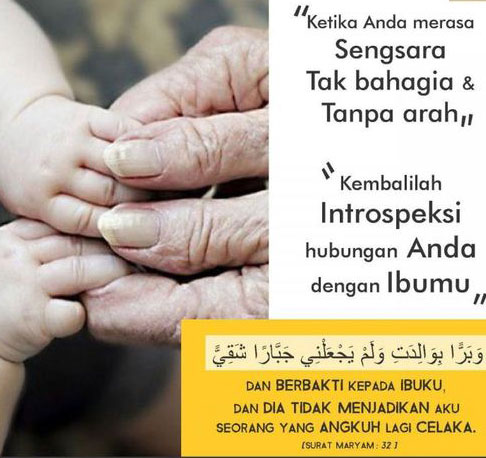 "Ketika Anda merasa
Sengsara
Tak bahagia &
Tanpa arah"
"Kembalilah
Introspeksi
hubungan Anda
dengan Ibumu"
وَبَرًّا بِوَالِدَتِ وَلَمْ يَجْعَلْنِي جَبَّارًا شَقِيًّ
DAN BERBAKTI KEPADA IBUKU,
DAN DIA TIDAK MENJADIKAN AKU
SEORANG YANG ANGKUH LAGI CELAKA.
[SURAT MARYAM : 32]